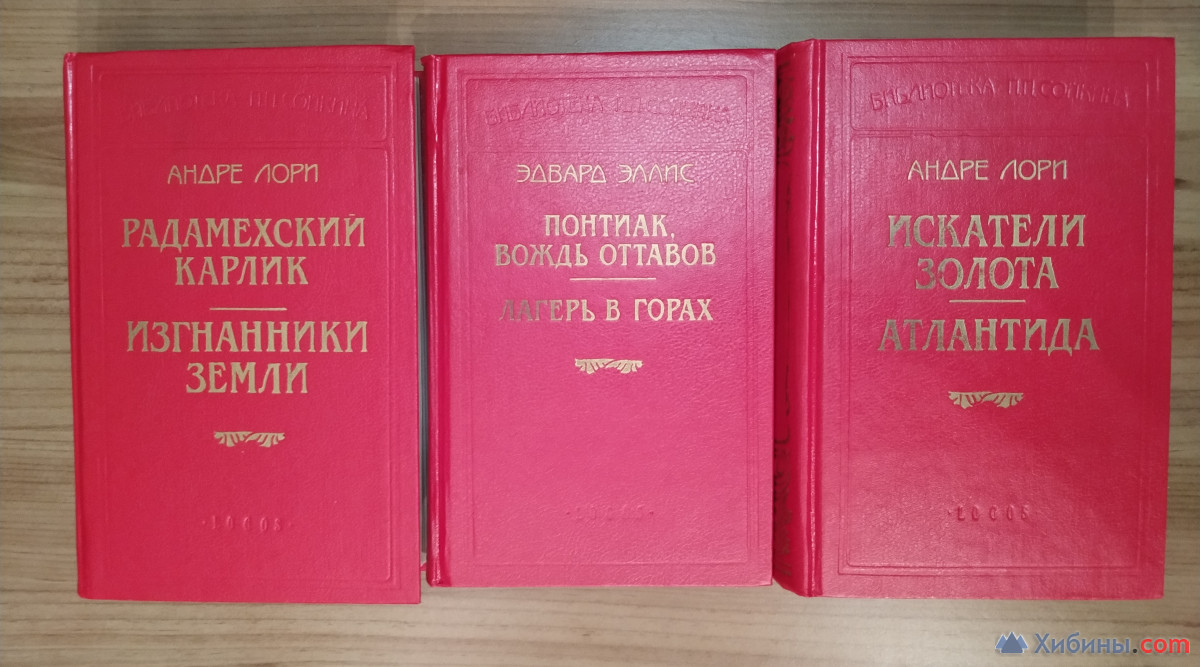 БИБЛИОТЕКА П.П.СОЙКИНА
АНДРЕ ЛОРИ
РАДАМЕХСКИЙ
КАРЛИК
ИЗГНАННИКИ
ЗЕМЛИ
·LOGOS·
БИБЛИОТЕКА П.П.СОЙКИНА
ЭДВАРД ЭЛЛИС
ПОНТИАК,
ВОЖДЬ ОТТАВОВ
ЛАГЕРЬ В ГОРАХ
·LOGOS·
БИБЛИОТЕКА П.П.СОЙКИНА
АНДРЕ ЛОРИ
ИСКАТЕЛИ
ЗОЛОТА
АТЛАНТИДА
·LOGOS·
Хибины.com